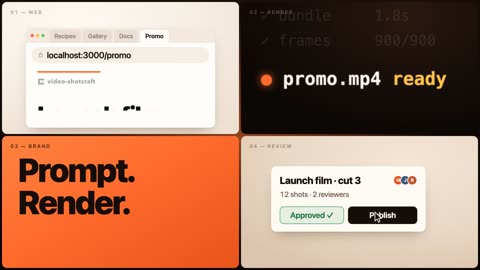 01 — WEB
Recipes Gallery Docs Promo
localhost:3000/promo
video-shotcraft
02 — RENDER
✓ bundle 1.8s
✓ frames 900/900
promo.mp4 ready
03 — BRAND
Prompt.
Render.
04 — REVIEW
Launch film · cut 3
12 shots · 2 reviewers
Approved ✓
Publish